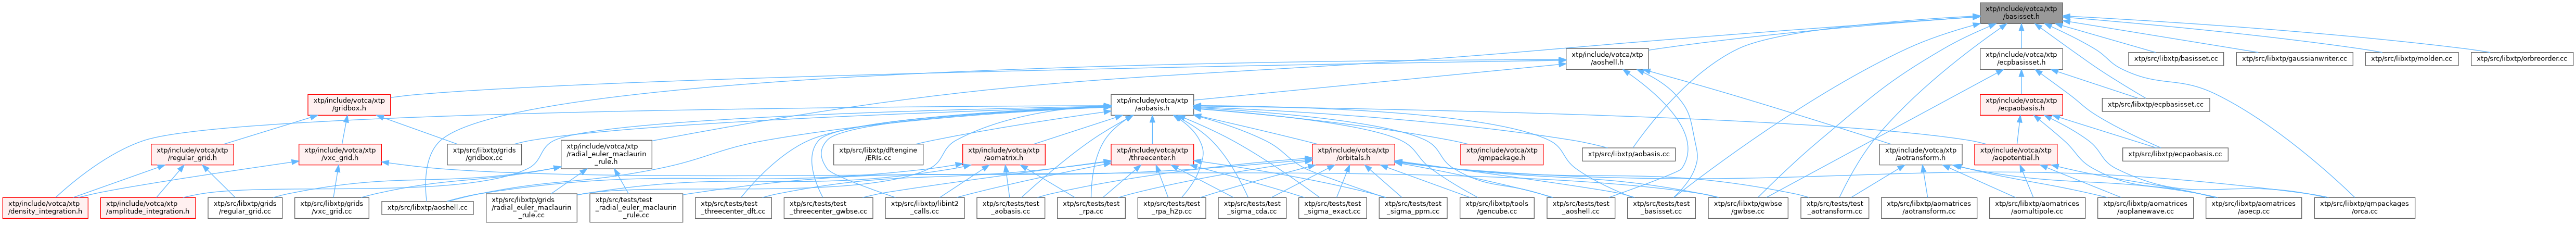 xtp/include/votca/xtp
/basisset.h
xtp/include/votca/xtp
/aoshell.h
xtp/include/votca/xtp
/ecpbasisset.h
xtp/src/libxtp/basisset.cc
xtp/src/libxtp/gaussianwriter.cc
xtp/src/libxtp/molden.cc
xtp/src/libxtp/orbreorder.cc
xtp/include/votca/xtp
/gridbox.h
xtp/include/votca/xtp
/aobasis.h
xtp/include/votca/xtp
/ecpaobasis.h
xtp/src/libxtp/ecpbasisset.cc
xtp/include/votca/xtp
/regular_grid.h
xtp/include/votca/xtp
/vxc_grid.h
xtp/src/libxtp/grids
/gridbox.cc
xtp/include/votca/xtp
/radial_euler_maclaurin
_rule.h
xtp/src/libxtp/dftengine
/ERIs.cc
xtp/include/votca/xtp
/aomatrix.h
xtp/include/votca/xtp
/threecenter.h
xtp/include/votca/xtp
/orbitals.h
xtp/include/votca/xtp
/qmpackage.h
xtp/src/libxtp/aobasis.cc
xtp/include/votca/xtp
/aotransform.h
xtp/include/votca/xtp
/aopotential.h
xtp/src/libxtp/ecpaobasis.cc
xtp/include/votca/xtp
/density_integration.h
xtp/include/votca/xtp
/amplitude_integration.h
xtp/src/libxtp/grids
/regular_grid.cc
xtp/src/libxtp/grids
/vxc_grid.cc
xtp/src/libxtp/aoshell.cc
xtp/src/libxtp/grids
/radial_euler_maclaurin
_rule.cc
xtp/src/tests/test
_radial_euler_maclaurin
_rule.cc
xtp/src/tests/test
_threecenter_dft.cc
xtp/src/tests/test
_threecenter_gwbse.cc
xtp/src/libxtp/libint2
_calls.cc
xtp/src/tests/test
_aobasis.cc
xtp/src/tests/test
_rpa.cc
xtp/src/tests/test
_rpa_h2p.cc
xtp/src/tests/test
_sigma_cda.cc
xtp/src/tests/test
_sigma_exact.cc
xtp/src/tests/test
_sigma_ppm.cc
xtp/src/libxtp/tools
/gencube.cc
xtp/src/tests/test
_aoshell.cc
xtp/src/tests/test
_basisset.cc
xtp/src/libxtp/gwbse
/gwbse.cc
xtp/src/tests/test
_aotransform.cc
xtp/src/libxtp/aomatrices
/aotransform.cc
xtp/src/libxtp/aomatrices
/aomultipole.cc
xtp/src/libxtp/aomatrices
/aoplanewave.cc
xtp/src/libxtp/aomatrices
/aoecp.cc
xtp/src/libxtp/qmpackages
/orca.cc